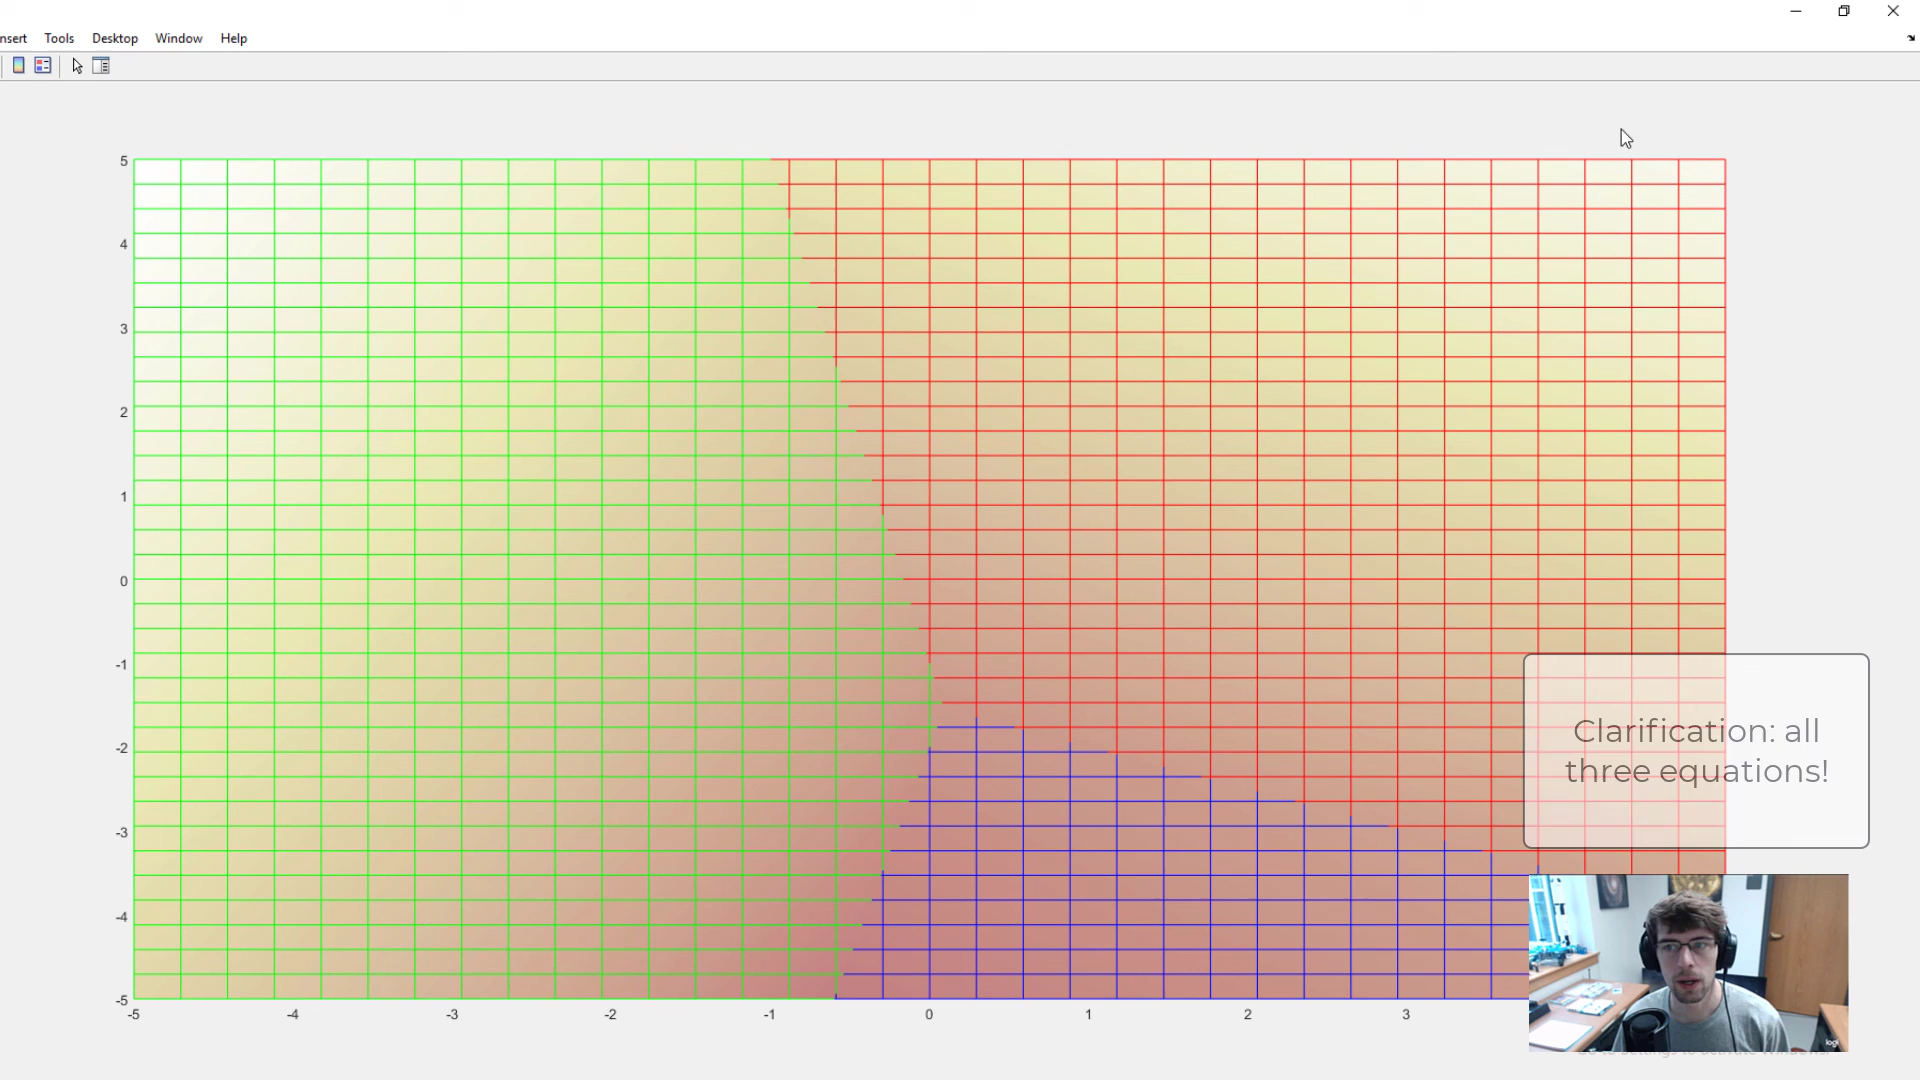 nsert Tools Desktop Window Help
5
4
3
2
1
0
-1
-2
-3
-4
-5
-5 -4 -3 -2 -1 0 1 2 3
Clarification: all
three equations!
logi